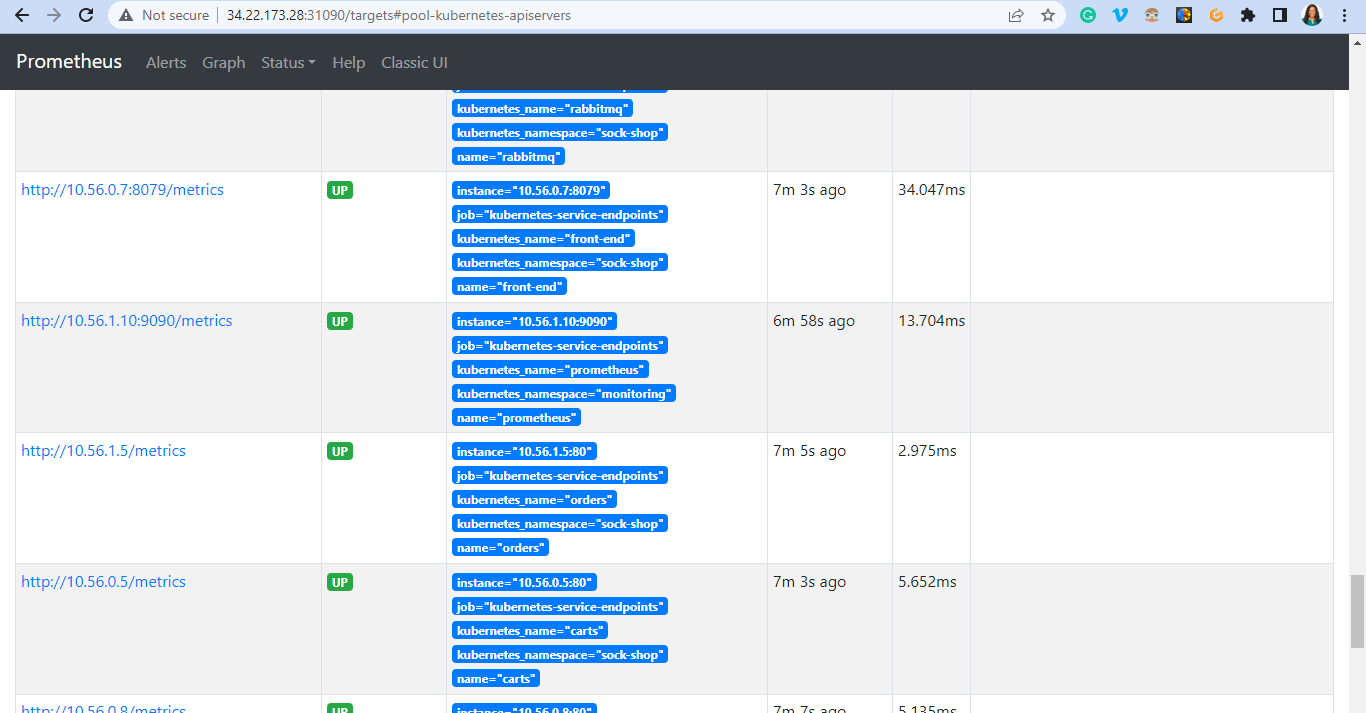 Not secure | 34.22.173.28:31090/targets#pool-kubernetes-apiservers
Prometheus Alerts Graph Status Help Classic UI
kubernetes_name="rabbitmq"
kubernetes_namespace="sock-shop"
name="rabbitmq"
http://10.56.0.7:8079/metrics UP instance="10.56.0.7:8079" 7m 3s ago 34.047ms
job="kubernetes-service-endpoints"
kubernetes_name="front-end"
kubernetes_namespace="sock-shop"
name="front-end"
http://10.56.1.10:9090/metrics UP instance="10.56.1.10:9090" 6m 58s ago 13.704ms
job="kubernetes-service-endpoints"
kubernetes_name="prometheus"
kubernetes_namespace="monitoring"
name="prometheus"
http://10.56.1.5/metrics UP instance="10.56.1.5:80" 7m 5s ago 2.975ms
job="kubernetes-service-endpoints"
kubernetes_name="orders"
kubernetes_namespace="sock-shop"
name="orders"
http://10.56.0.5/metrics UP instance="10.56.0.5:80" 7m 3s ago 5.652ms
job="kubernetes-service-endpoints"
kubernetes_name="carts"
kubernetes_namespace="sock-shop"
name="carts"
http://10.56.0.8/metrics UP instance="10.56.0.8:80" 7m 7s ago 5.135ms